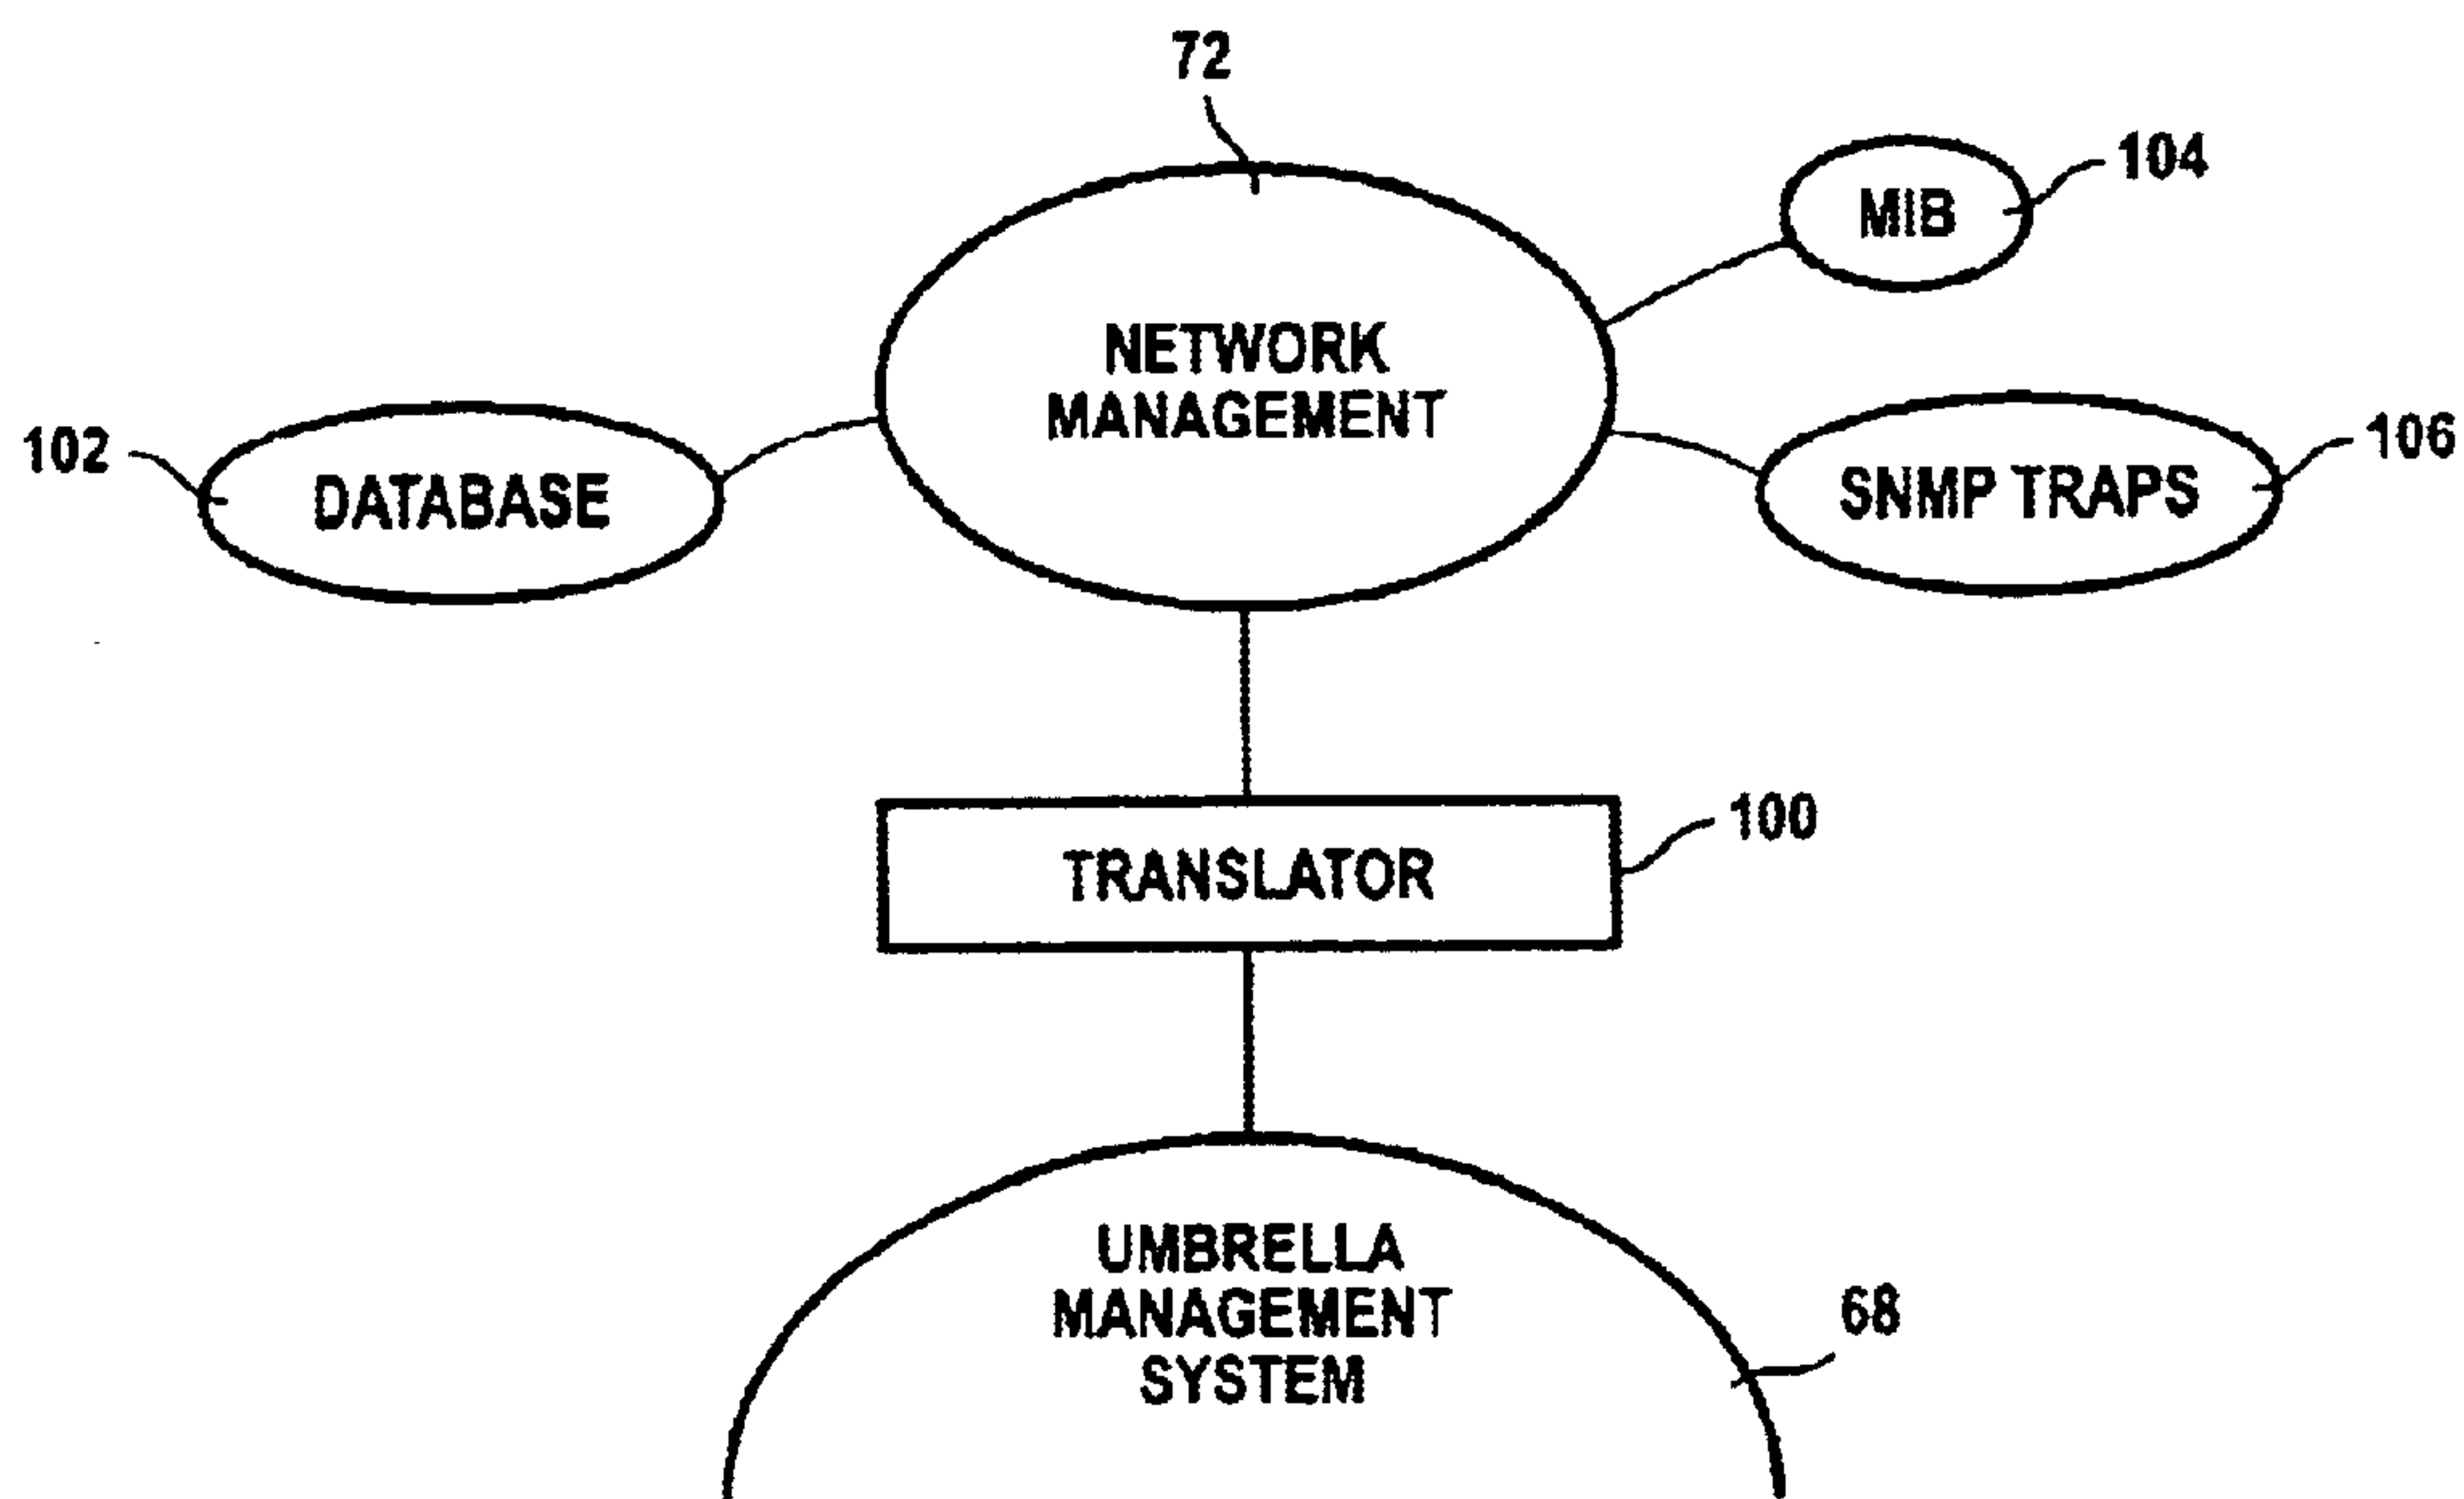 72
104
MIB
NETWORK
MANAGEMENT
102
DATABASE
106
SNMP TRAPS
100
TRANSLATOR
UMBRELLA
MANAGEMENT
SYSTEM
68